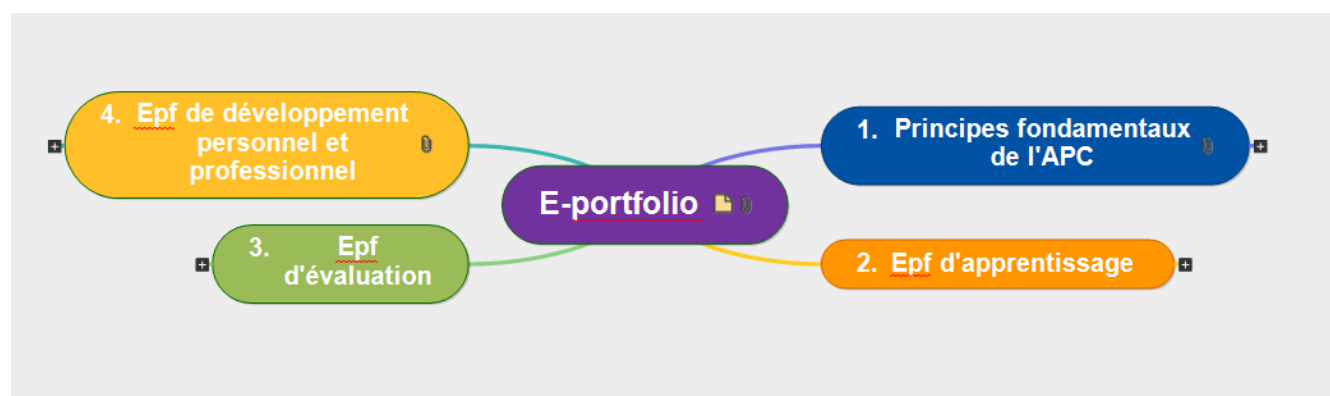 E-portfolio
1. Principes fondamentaux
de l'APC
2. Epf d'apprentissage
3. Epf
d'évaluation
4. Epf de développement
personnel et
professionnel